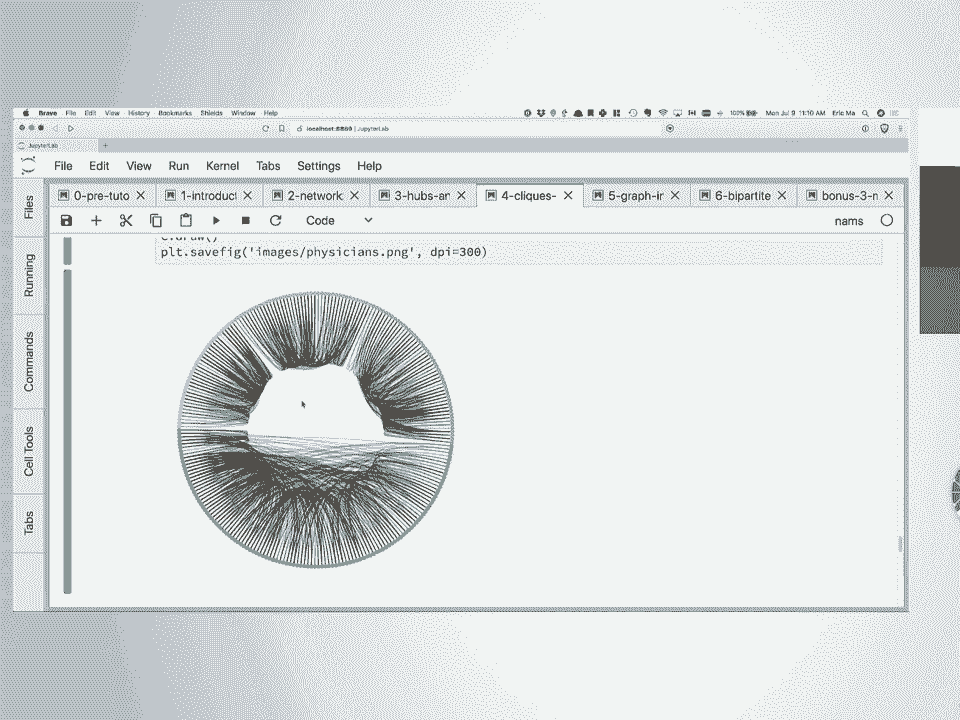 Brave File Edit View History Bookmarks Shields Window Help 100% Mon Jul 9 11:10 AM Eric Ma
localhost:8889 | JupyterLab
JupyterLab
File Edit View Run Kernel Tabs Settings Help
0-pre-tuto 1-introduct 2-network 3-hubs-an 4-cliques- 5-graph-ir 6-bipartite bonus-3-n
Code nams
Files
Running
Commands
Cell Tools
Tabs
c.draw()
plt.savefig('images/physicians.png', dpi=300)